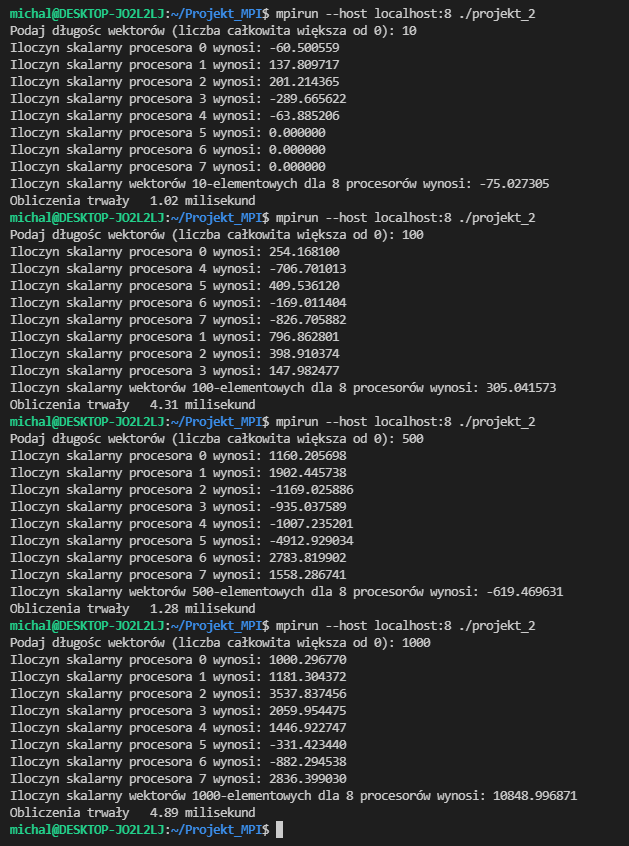 michal@DESKTOP-JO2L2LJ:~/Projekt_MPI$ mpirun --host localhost:8 ./projekt_2
Podaj długośc wektorów (liczba całkowita większa od 0): 10
Iloczyn skalarny procesora 0 wynosi: -60.500559
Iloczyn skalarny procesora 1 wynosi: 137.809717
Iloczyn skalarny procesora 2 wynosi: 201.214365
Iloczyn skalarny procesora 3 wynosi: -289.665622
Iloczyn skalarny procesora 4 wynosi: -63.885206
Iloczyn skalarny procesora 5 wynosi: 0.000000
Iloczyn skalarny procesora 6 wynosi: 0.000000
Iloczyn skalarny procesora 7 wynosi: 0.000000
Iloczyn skalarny wektorów 10-elementowych dla 8 procesorów wynosi: -75.027305
Obliczenia trwały   1.02 milisekund
michal@DESKTOP-JO2L2LJ:~/Projekt_MPI$ mpirun --host localhost:8 ./projekt_2
Podaj długośc wektorów (liczba całkowita większa od 0): 100
Iloczyn skalarny procesora 0 wynosi: 254.168100
Iloczyn skalarny procesora 4 wynosi: -706.701013
Iloczyn skalarny procesora 5 wynosi: 409.536120
Iloczyn skalarny procesora 6 wynosi: -169.011404
Iloczyn skalarny procesora 7 wynosi: -826.705882
Iloczyn skalarny procesora 1 wynosi: 796.862801
Iloczyn skalarny procesora 2 wynosi: 398.910374
Iloczyn skalarny procesora 3 wynosi: 147.982477
Iloczyn skalarny wektorów 100-elementowych dla 8 procesorów wynosi: 305.041573
Obliczenia trwały   4.31 milisekund
michal@DESKTOP-JO2L2LJ:~/Projekt_MPI$ mpirun --host localhost:8 ./projekt_2
Podaj długośc wektorów (liczba całkowita większa od 0): 500
Iloczyn skalarny procesora 0 wynosi: 1160.205698
Iloczyn skalarny procesora 1 wynosi: 1902.445738
Iloczyn skalarny procesora 2 wynosi: -1169.025886
Iloczyn skalarny procesora 3 wynosi: -935.037589
Iloczyn skalarny procesora 4 wynosi: -1007.235201
Iloczyn skalarny procesora 5 wynosi: -4912.929034
Iloczyn skalarny procesora 6 wynosi: 2783.819902
Iloczyn skalarny procesora 7 wynosi: 1558.286741
Iloczyn skalarny wektorów 500-elementowych dla 8 procesorów wynosi: -619.469631
Obliczenia trwały   1.28 milisekund
michal@DESKTOP-JO2L2LJ:~/Projekt_MPI$ mpirun --host localhost:8 ./projekt_2
Podaj długośc wektorów (liczba całkowita większa od 0): 1000
Iloczyn skalarny procesora 0 wynosi: 1000.296770
Iloczyn skalarny procesora 1 wynosi: 1181.304372
Iloczyn skalarny procesora 2 wynosi: 3537.837456
Iloczyn skalarny procesora 3 wynosi: 2059.954475
Iloczyn skalarny procesora 4 wynosi: 1446.922747
Iloczyn skalarny procesora 5 wynosi: -331.423440
Iloczyn skalarny procesora 6 wynosi: -882.294538
Iloczyn skalarny procesora 7 wynosi: 2836.399030
Iloczyn skalarny wektorów 1000-elementowych dla 8 procesorów wynosi: 10848.996871
Obliczenia trwały   4.89 milisekund
michal@DESKTOP-JO2L2LJ:~/Projekt_MPI$